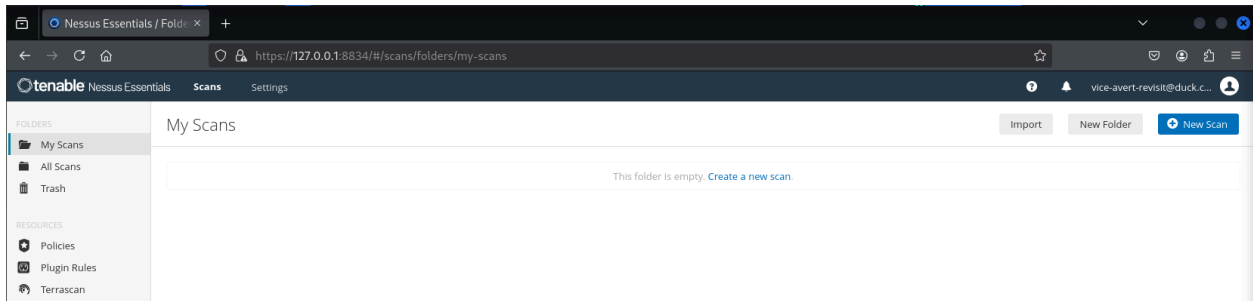 Nessus Essentials / Folde
https://127.0.0.1:8834/#/scans/folders/my-scans
tenable Nessus Essentials Scans Settings vice-avert-revisit@duck.c...
FOLDERS
My Scans
All Scans
Trash
RESOURCES
Policies
Plugin Rules
Terrascan
My Scans Import New Folder New Scan
This folder is empty. Create a new scan.